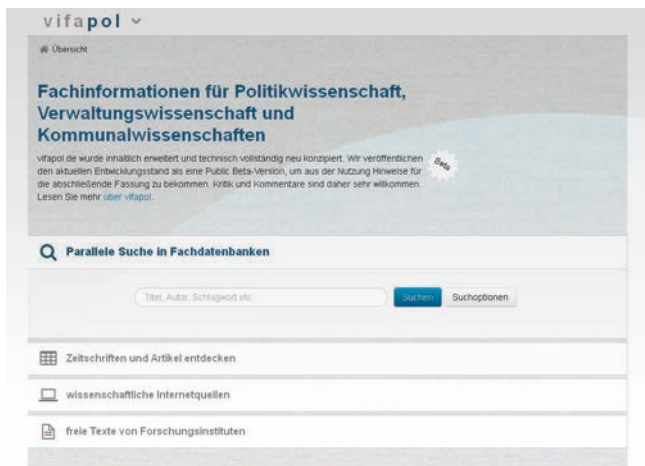 vifapol
Übersicht
Fachinformationen für Politikwissenschaft,
Verwaltungswissenschaft und
Kommunalwissenschaften
vifapol.de wurde inhaltlich erweitert und technisch vollständig neu konzipiert. Wir veröffentlichen
den aktuellen Entwicklungsstand als eine Public Beta-Version, um aus der Nutzung Hinweise für
die abschließende Fassung zu bekommen. Kritik und Kommentare sind daher sehr willkommen.
Lesen Sie mehr über vifapol.
Beta
Parallele Suche in Fachdatenbanken
Titel, Autor, Schlagwort etc Suchen Suchoptionen
Zeitschriften und Artikel entdecken
wissenschaftliche Internetquellen
freie Texte von Forschungsinstituten